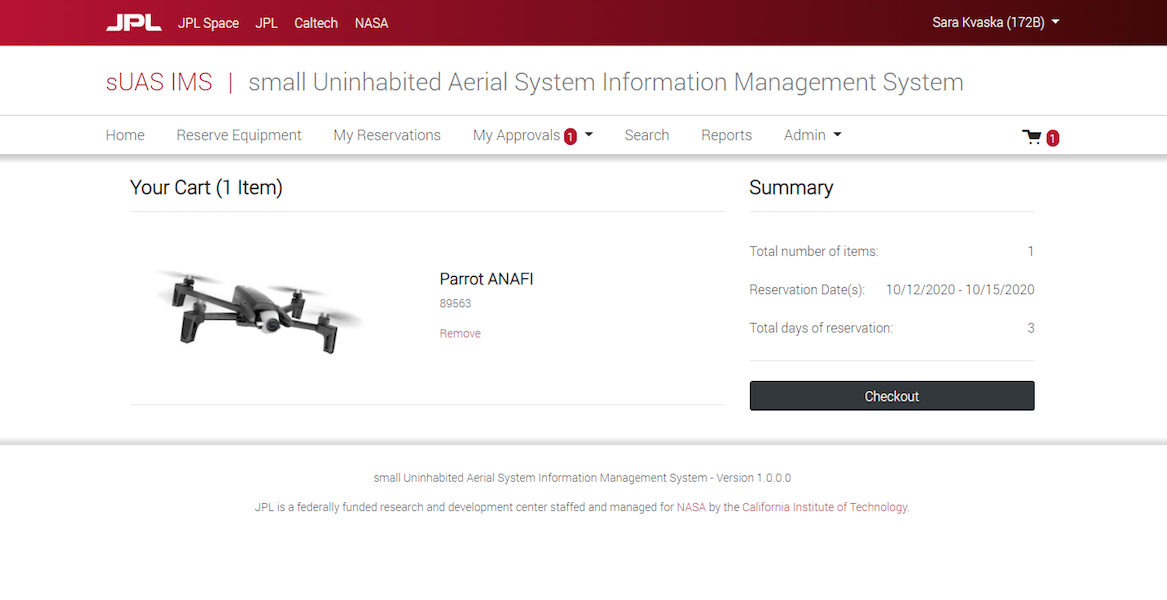 JPL JPL Space JPL Caltech NASA Sara Kvaska (172B)
sUAS IMS | small Uninhabited Aerial System Information Management System
Home Reserve Equipment My Reservations My Approvals 1 Search Reports Admin 1
Your Cart (1 Item)
Parrot ANAFI
89563
Remove
Summary
Total number of items: 1
Reservation Date(s): 10/12/2020 - 10/15/2020
Total days of reservation: 3
Checkout
small Uninhabited Aerial System Information Management System - Version 1.0.0.0
JPL is a federally funded research and development center staffed and managed for NASA by the California Institute of Technology.